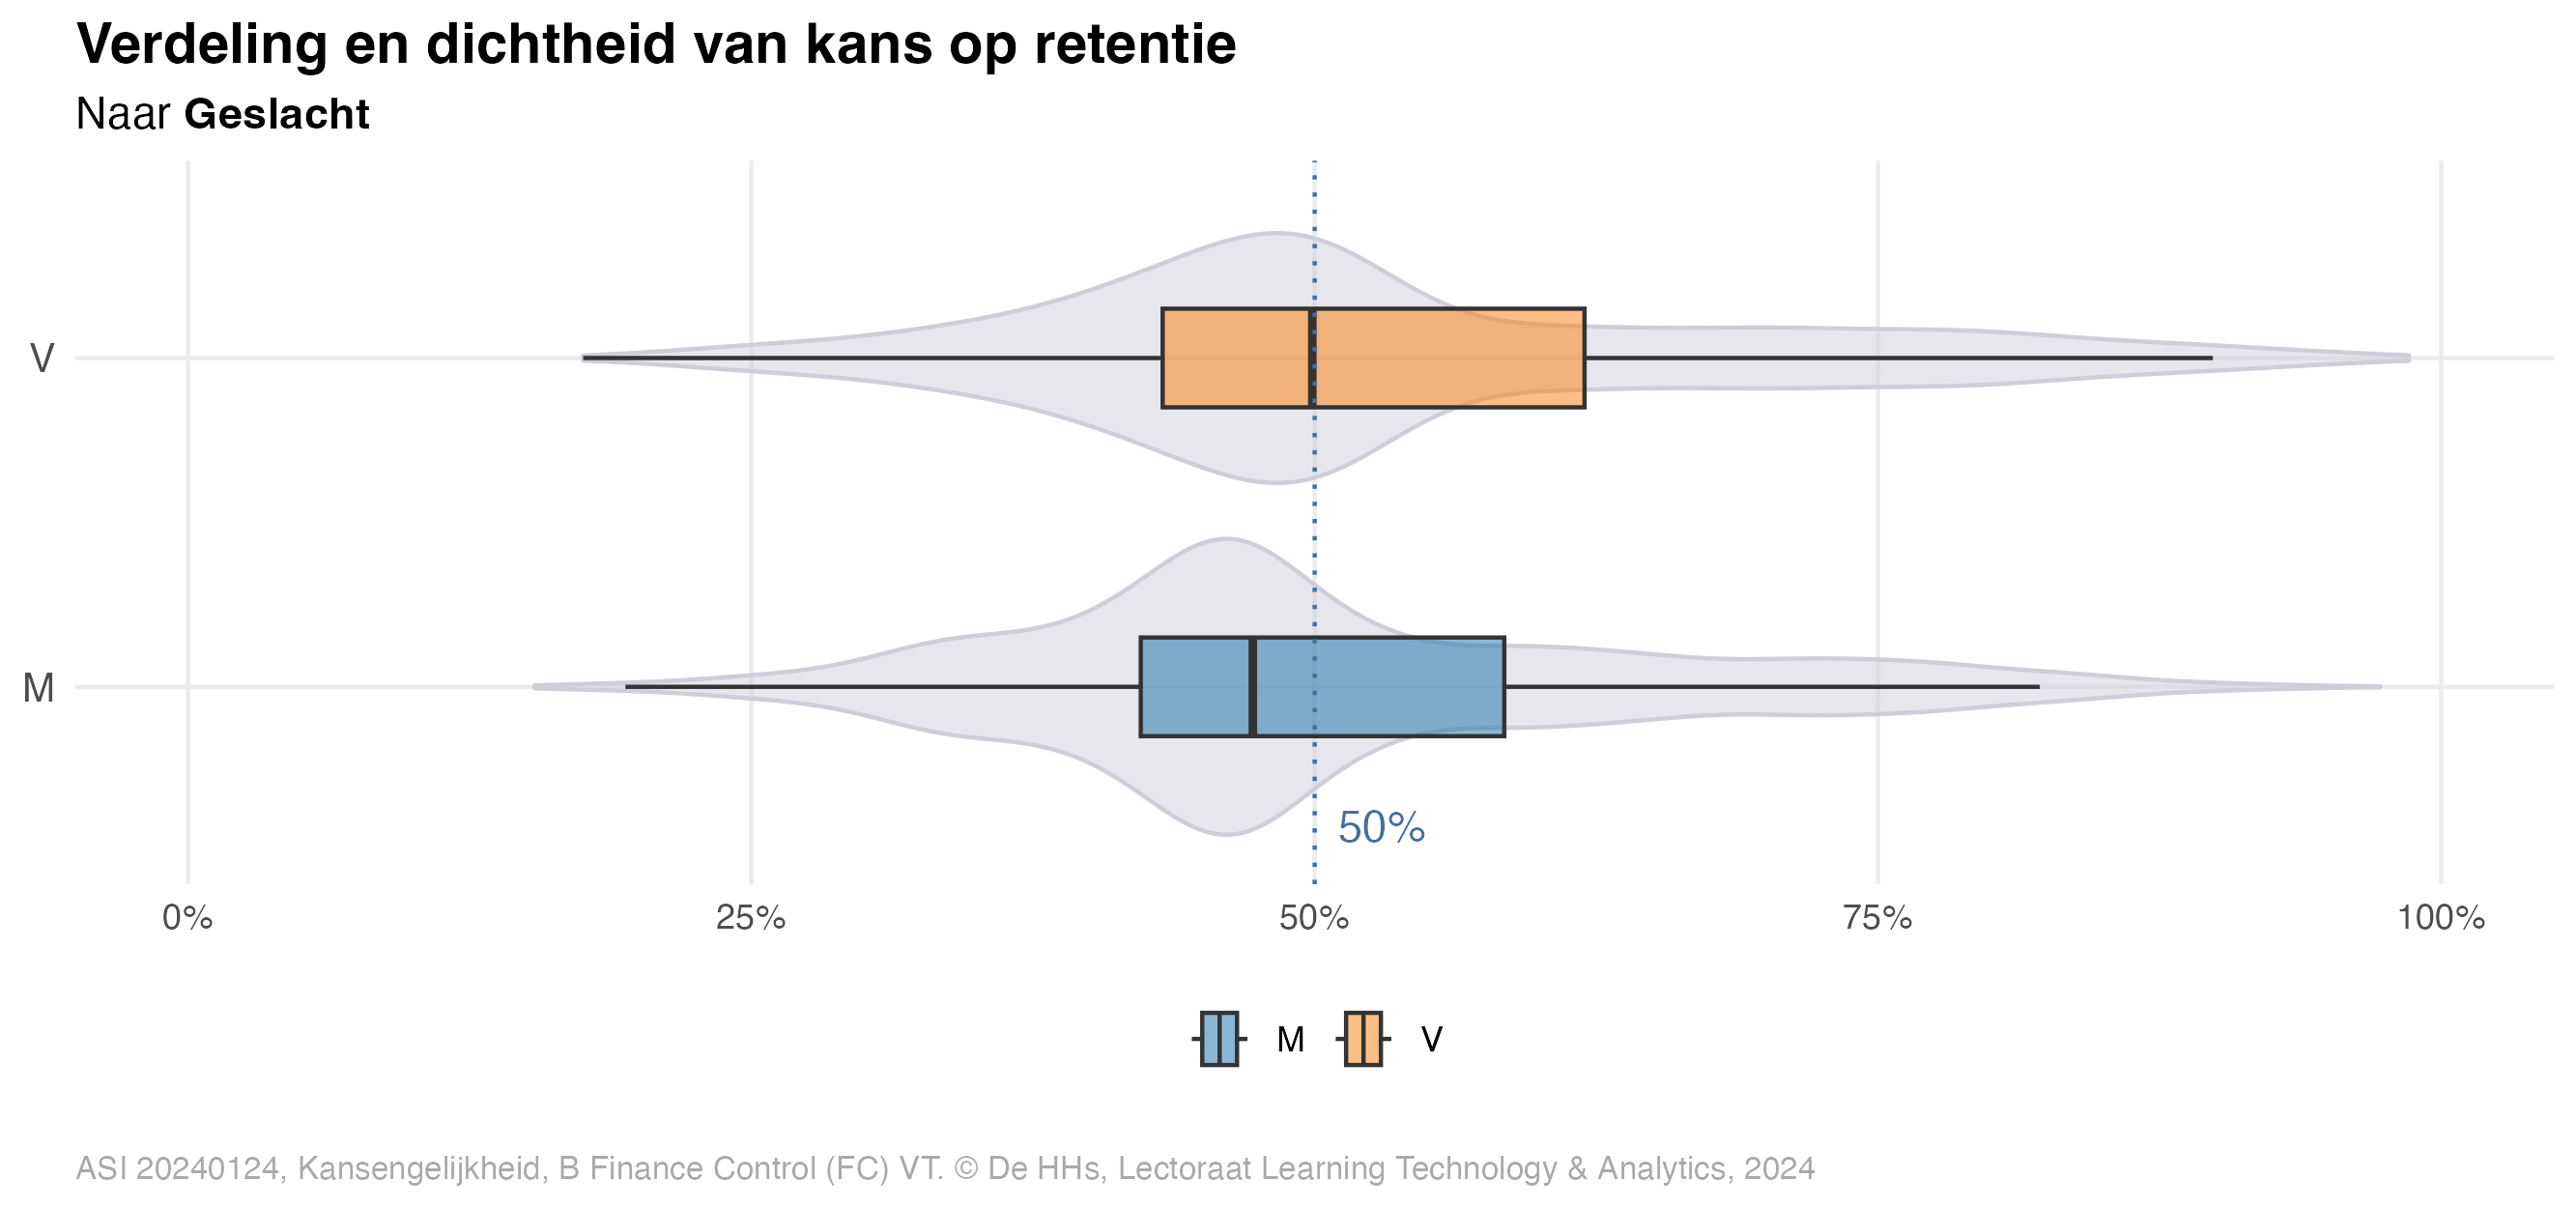 Verdeling en dichtheid van kans op retentie
Naar Geslacht
V
M
50%
0% 25% 50% 75% 100%
M V
ASI 20240124, Kansengelijkheid, B Finance Control (FC) VT. © De HHs, Lectoraat Learning Technology & Analytics, 2024